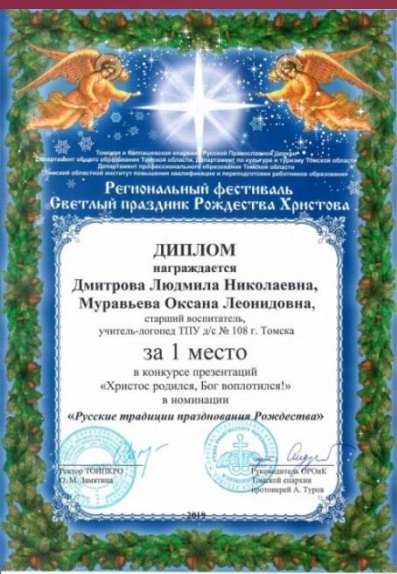 Томская и Колпашевская епархия Русской Православной Церкви
Департамент общего образования Томской области, Департамент по культуре и туризму Томской области
Департамент профессионального образования Томской области
Томский областной институт повышения квалификации и переподготовки работников образования
Региональный фестиваль
Светлый праздник Рождества Христова
ДИПЛОМ
награждается
Дмитрова Людмила Николаевна,
Муравьева Оксана Леонидовна,
старший воспитатель,
учитель-логопед ТПУ д/с № 108 г. Томска
за 1 место
в конкурсе презентаций
«Христос родился, Бог воплотился!»
в номинации
«Русские традиции празднования Рождества»
Ректор ТОИПКРО
О. М. Замятина
Руководитель ОРОиК
Томской епархии
протоиерей А. Туров
2019